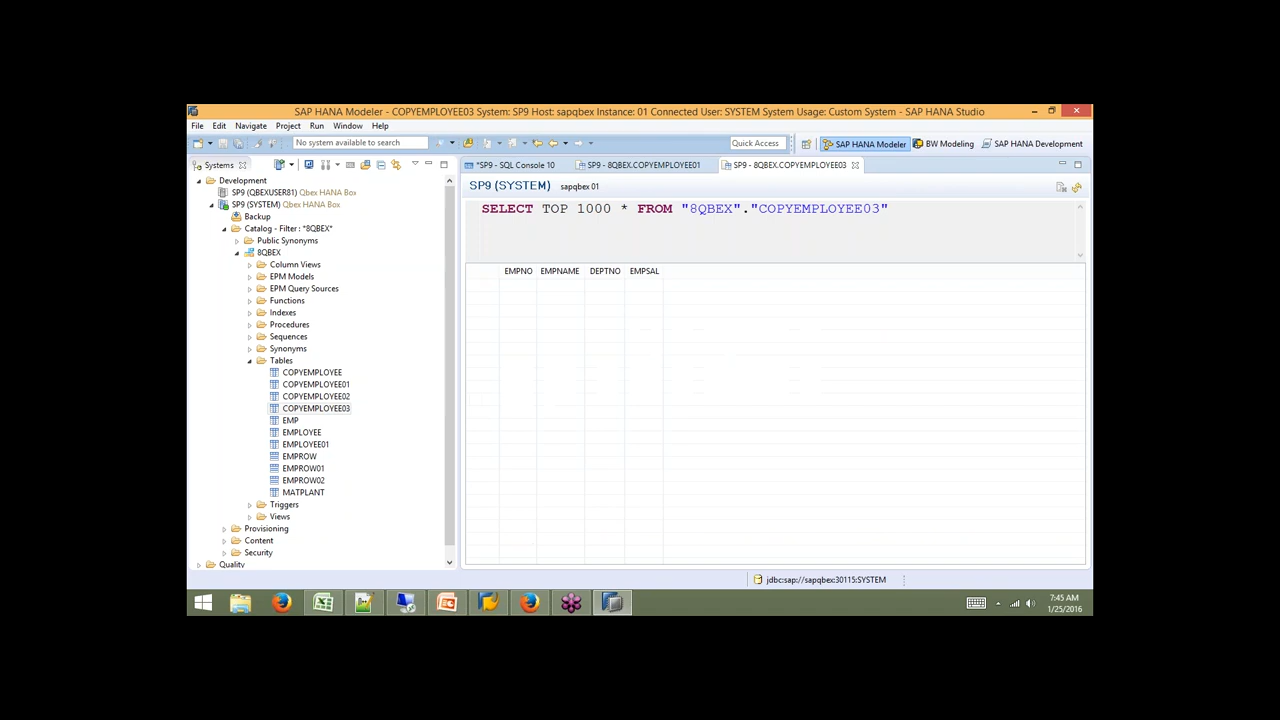 SAP HANA Modeler - COPYEMPLOYEE03 System: SP9 Host: sapqbex Instance: 01 Connected User: SYSTEM System Usage: Custom System - SAP HANA Studio
File Edit Navigate Project Run Window Help
No system available to search
Quick Access
SAP HANA Modeler
BW Modeling
SAP HANA Development
Systems
*SP9 - SQL Console 10
SP9 - 8QBEX.COPYEMPLOYEE01
SP9 - 8QBEX.COPYEMPLOYEE03
Development
SP9 (QBEXUSER81) Qbex HANA Box
SP9 (SYSTEM) Qbex HANA Box
Backup
Catalog - Filter : "8QBEX"
Public Synonyms
8QBEX
Column Views
EPM Models
EPM Query Sources
Functions
Indexes
Procedures
Sequences
Synonyms
Tables
COPYEMPLOYEE
COPYEMPLOYEE01
COPYEMPLOYEE02
COPYEMPLOYEE03
EMP
EMPLOYEE
EMPLOYEE01
EMPROW
EMPROW01
EMPROW02
MATPLANT
Triggers
Views
Provisioning
Content
Security
Quality
SP9 (SYSTEM) sapqbex 01
SELECT TOP 1000 * FROM "8QBEX"."COPYEMPLOYEE03"
EMPNO EMPNAME DEPTNO EMPSAL
jdbc:sap://sapqbex:30115:SYSTEM
7:45 AM
1/25/2016